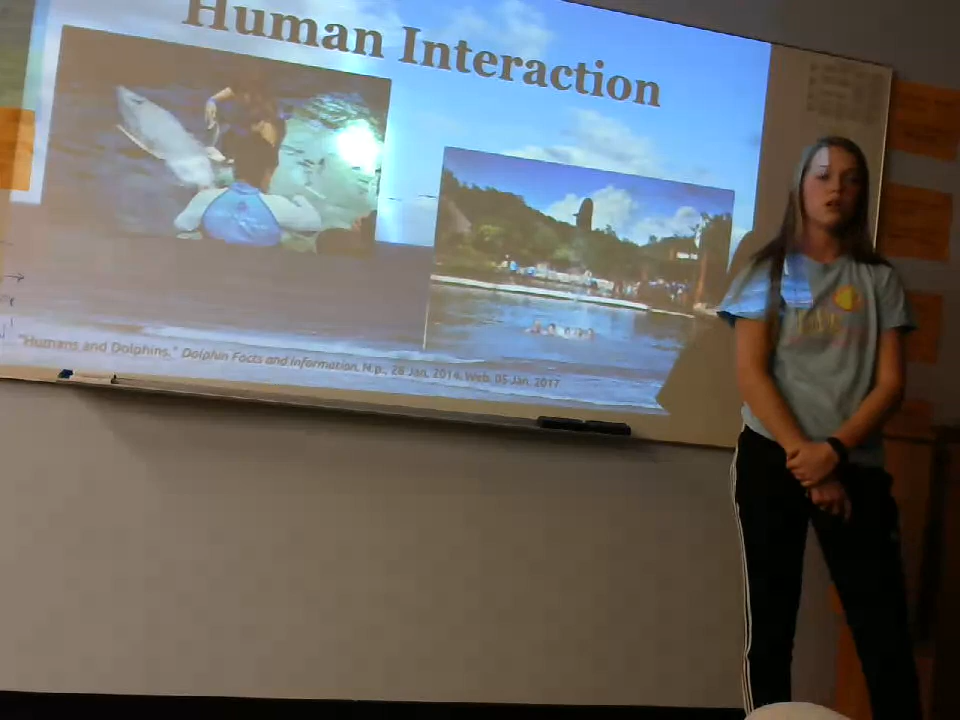 Human Interaction
"Humans and Dolphins." Dolphin Facts and Information. N.p., 28 Jan. 2014. Web. 05 Jan. 2017